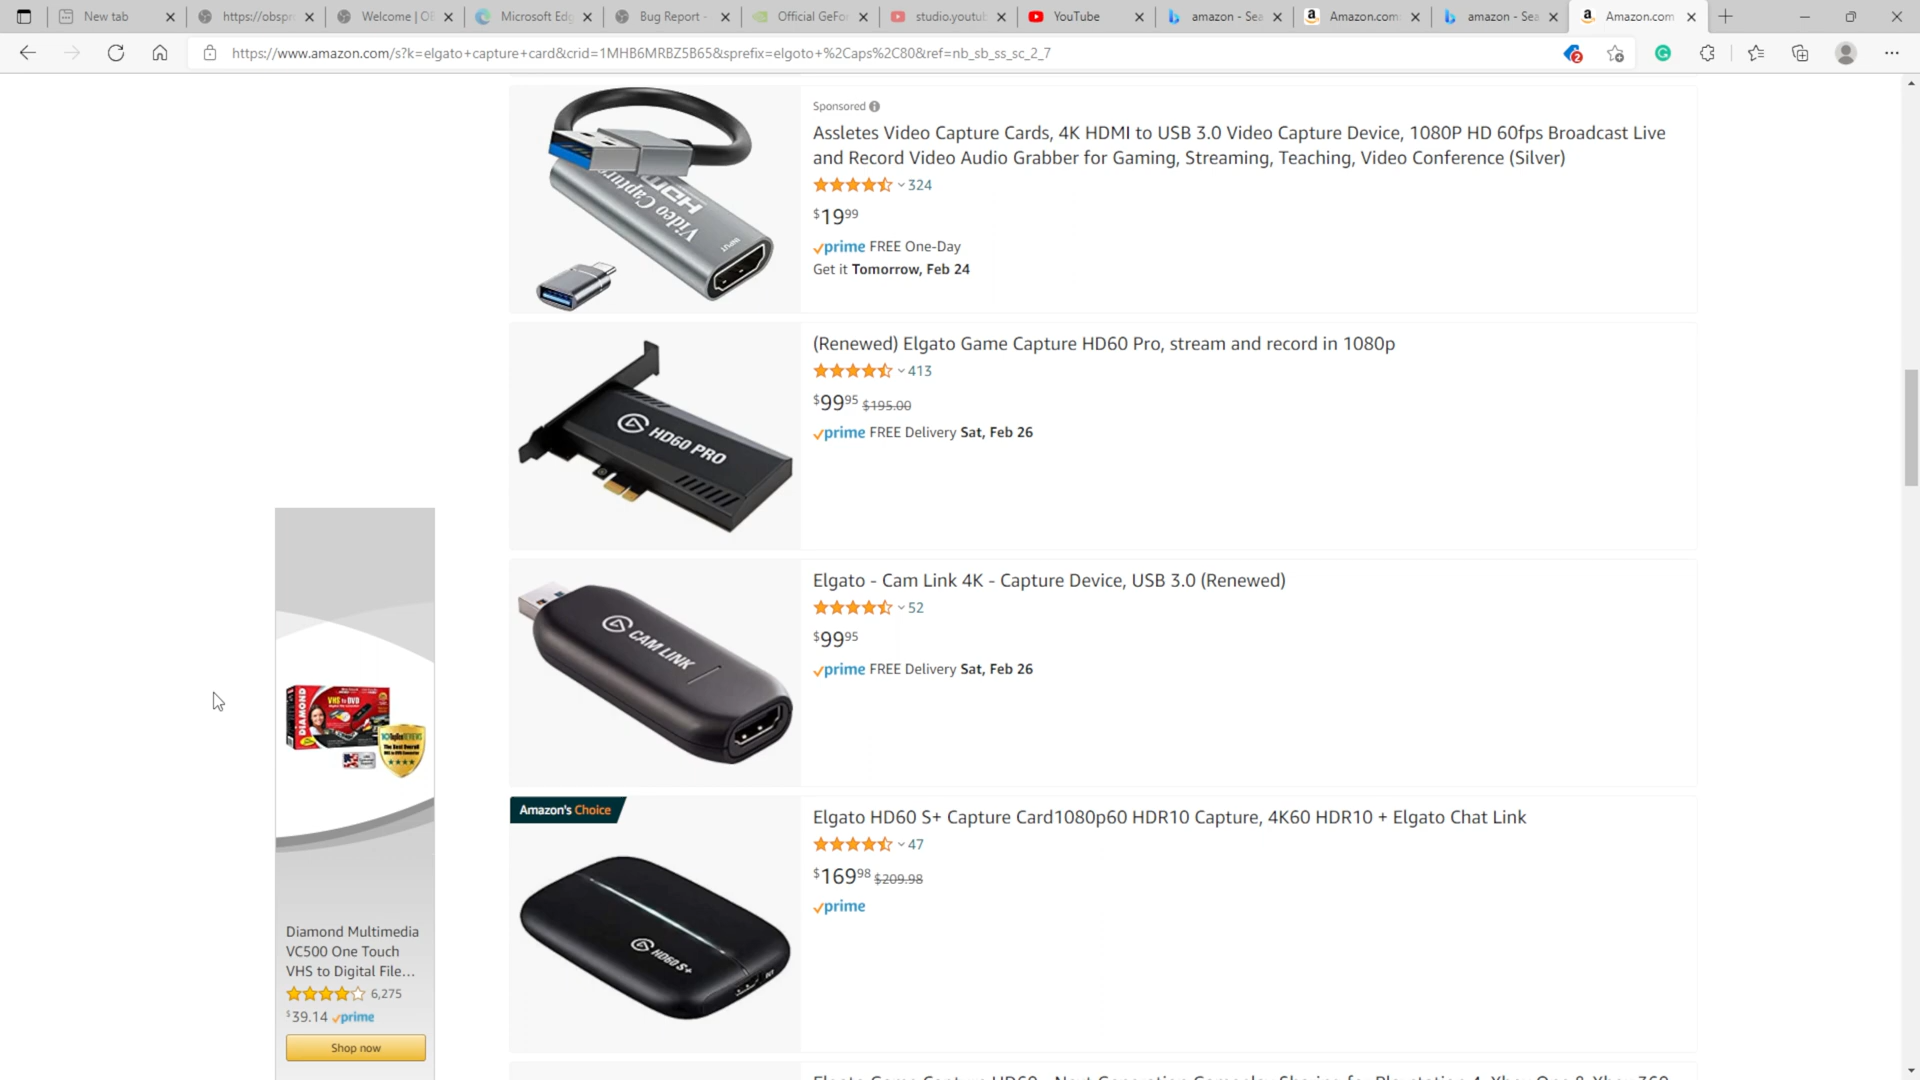 New tab
https://obspr
Welcome | OB
Microsoft Edg
Bug Report -
Official GeFor
studio.youtub
YouTube
amazon - Sea
Amazon.com
amazon - Sea
Amazon.com
https://www.amazon.com/s?k=elgato+capture+card&crid=1MHB6MRBZ5B65&sprefix=elgoto+%2Caps%2C80&ref=nb_sb_ss_sc_2_7
2
Sponsored
Assletes Video Capture Cards, 4K HDMI to USB 3.0 Video Capture Device, 1080P HD 60fps Broadcast Live
and Record Video Audio Grabber for Gaming, Streaming, Teaching, Video Conference (Silver)
324
$19 99
prime FREE One-Day
Get it Tomorrow, Feb 24
HDMI
Video Capture
INPUT
(Renewed) Elgato Game Capture HD60 Pro, stream and record in 1080p
413
$99 95 $195.00
prime FREE Delivery Sat, Feb 26
HD60 PRO
Elgato - Cam Link 4K - Capture Device, USB 3.0 (Renewed)
52
$99 95
prime FREE Delivery Sat, Feb 26
CAM LINK
Amazon's Choice
Elgato HD60 S+ Capture Card1080p60 HDR10 Capture, 4K60 HDR10 + Elgato Chat Link
47
$169 98 $209.98
prime
HD60 S+
DIAMOND
VHS to DVD
The Best Overall
Diamond Multimedia
VC500 One Touch
VHS to Digital File...
6,275
$39.14 prime
Shop now